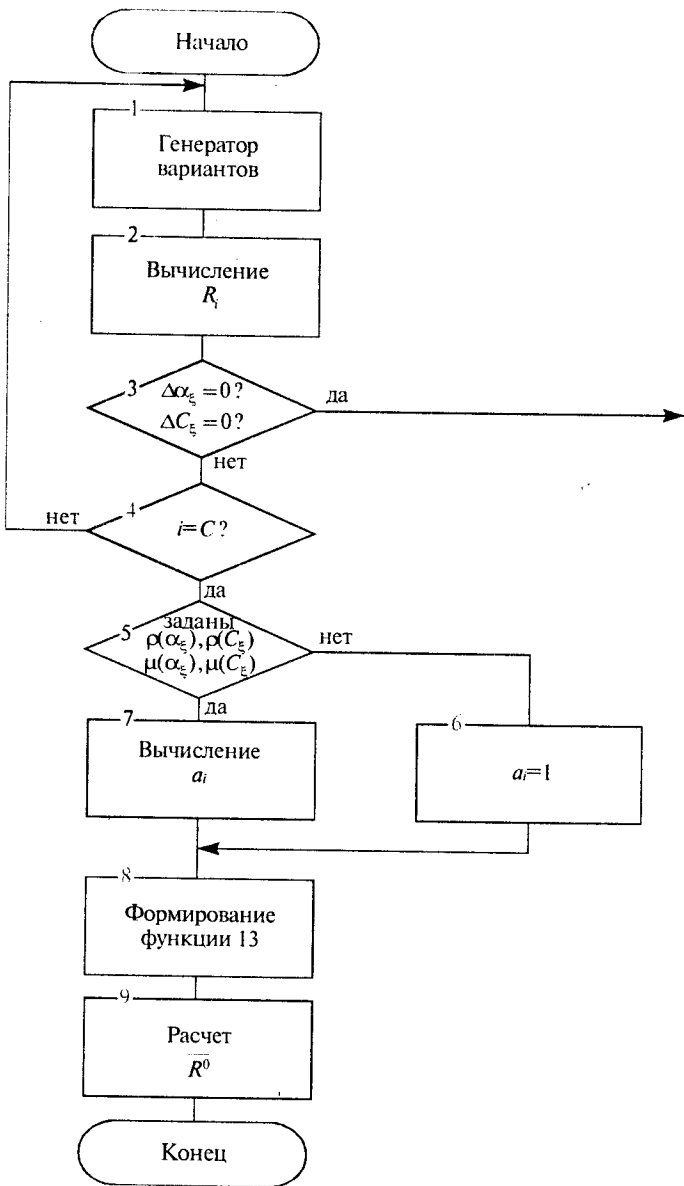 Начало
1
Генератор
вариантов
2
Вычисление
Rᵢ
3
Δα_ξ =0?
да
ΔC_ξ =0?
нет
4
нет
i=C?
да
5
заданы
ρ(α_ξ), ρ(C_ξ)
нет
μ(α_ξ), μ(C_ξ)
да
7
Вычисление
aᵢ
6
aᵢ=1
8
Формирование
функции 13
9
Расчет
R̅⁰
Конец